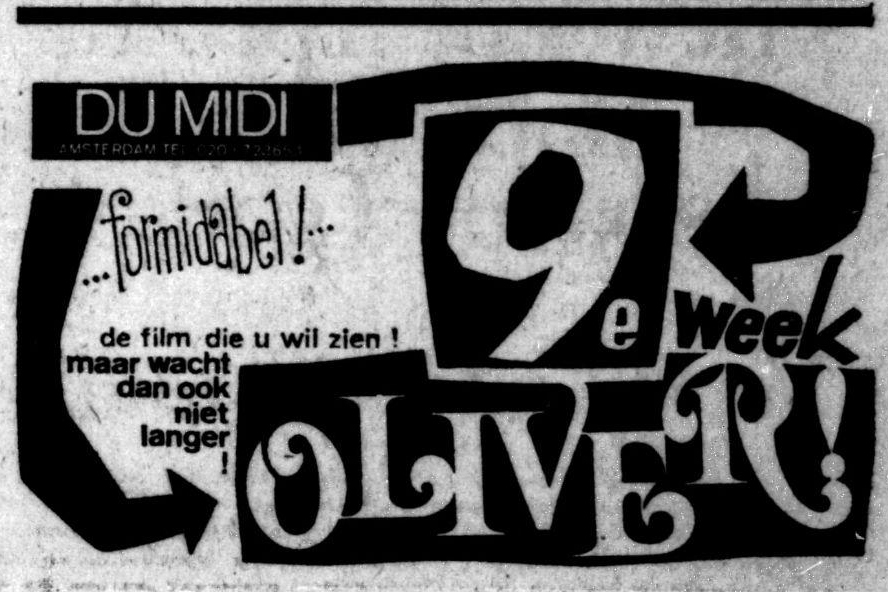 DU MIDI
AMSTERDAM TEL. 020
...formidabel!...
9e week
de film die u wil zien !
maar wacht
dan ook
niet
langer
!
OLIVER!